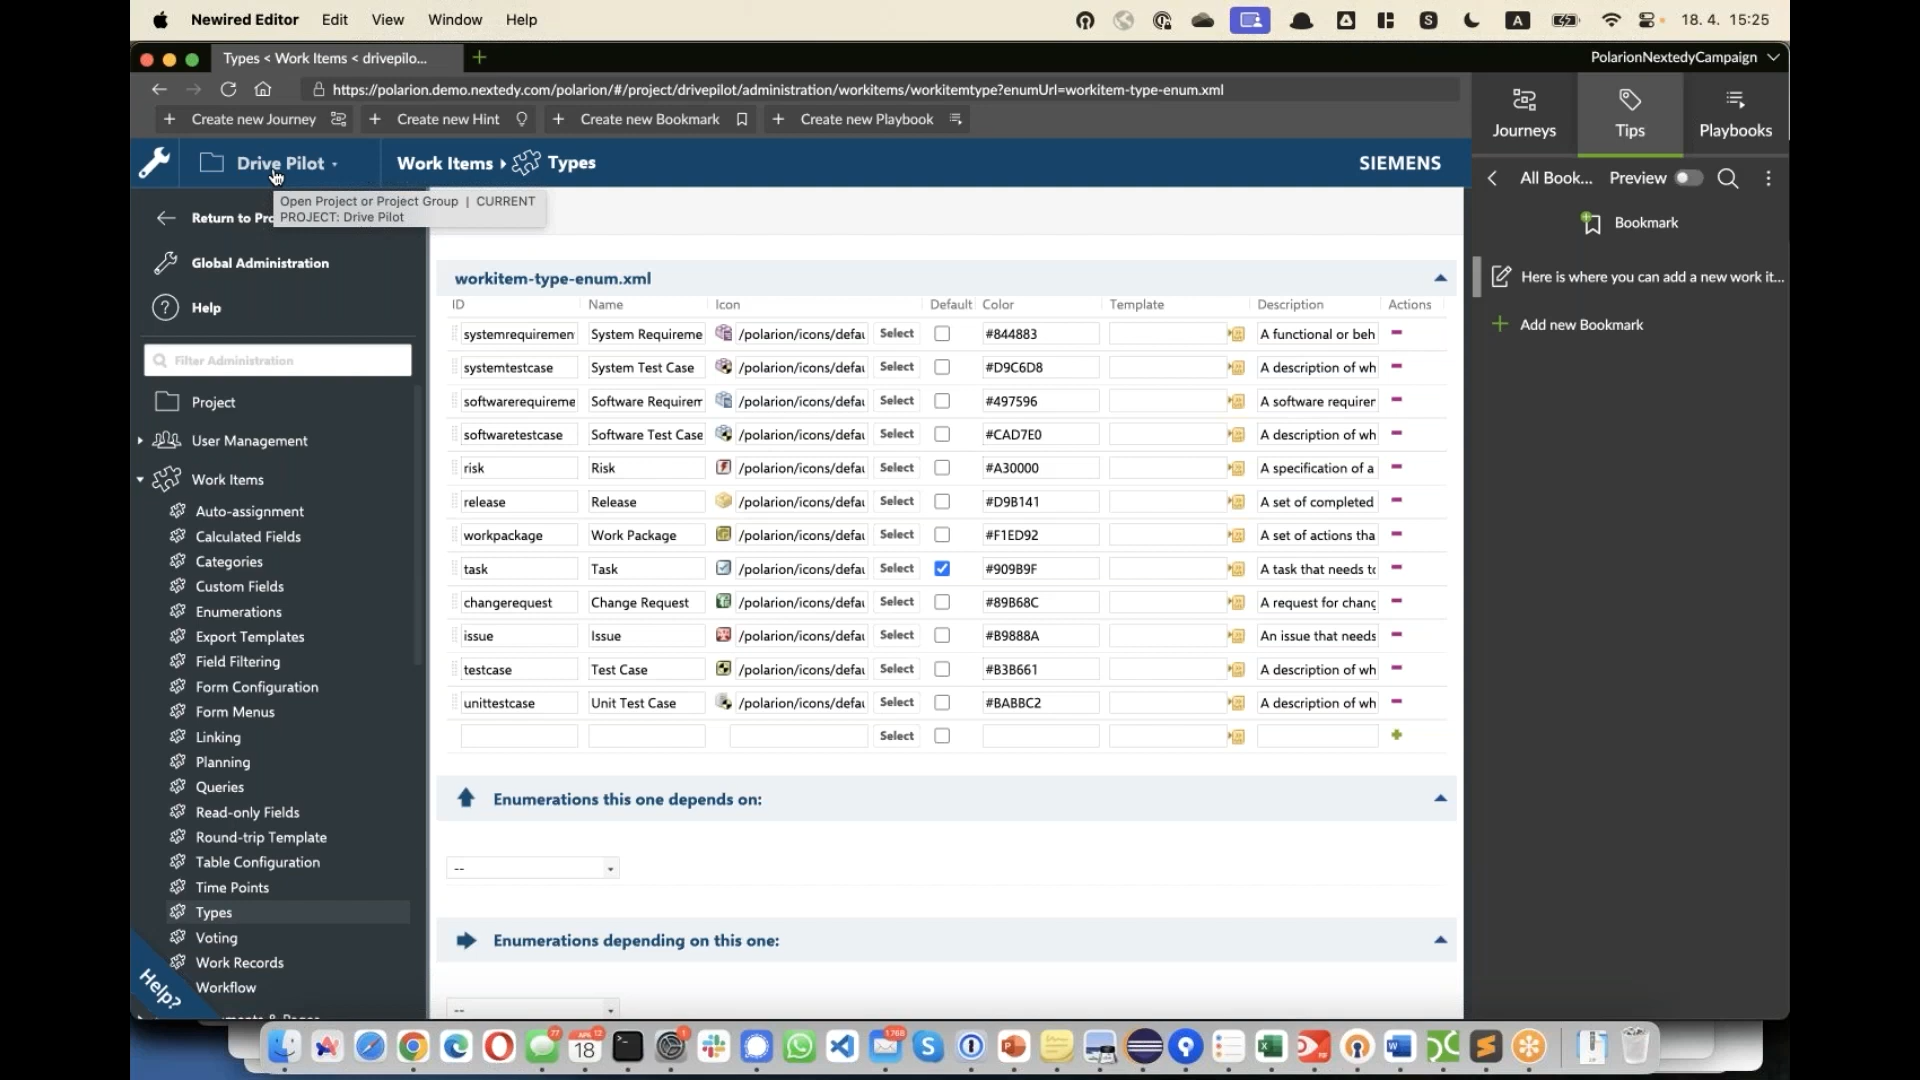 Newired Editor Edit View Window Help
S A 18. 4. 15:25
Types < Work Items < drivepilo...
PolarionNextedyCampaign
https://polarion.demo.nextedy.com/polarion/#/project/drivepilot/administration/workitems/workitemtype?enumUrl=workitem-type-enum.xml
Create new Journey Create new Hint Create new Bookmark Create new Playbook
Journeys Tips Playbooks
Drive Pilot Work Items Types SIEMENS
All Book... Preview
Open Project or Project Group | CURRENT
PROJECT: Drive Pilot
Return to Pro
Bookmark
Global Administration
Here is where you can add a new work it...
Help
Add new Bookmark
Filter Administration
Project
User Management
Work Items
Auto-assignment
Calculated Fields
Categories
Custom Fields
Enumerations
Export Templates
Field Filtering
Form Configuration
Form Menus
Linking
Planning
Queries
Read-only Fields
Round-trip Template
Table Configuration
Time Points
Types
Voting
Work Records
Workflow
Help?
workitem-type-enum.xml
ID Name Icon Default Color Template Description Actions
systemrequiremen System Requireme /polarion/icons/defau Select #844883 A functional or beh
systemtestcase System Test Case /polarion/icons/defau Select #D9C6D8 A description of wh
softwarerequireme Software Requirem /polarion/icons/defau Select #497596 A software requirer
softwaretestcase Software Test Case /polarion/icons/defau Select #CAD7E0 A description of wh
risk Risk /polarion/icons/defau Select #A30000 A specification of a
release Release /polarion/icons/defau Select #D9B141 A set of completed
workpackage Work Package /polarion/icons/defau Select #F1ED92 A set of actions tha
task Task /polarion/icons/defau Select #909B9F A task that needs to
changerequest Change Request /polarion/icons/defau Select #89B68C A request for chang
issue Issue /polarion/icons/defau Select #B9888A An issue that needs
testcase Test Case /polarion/icons/defau Select #B3B661 A description of wh
unittestcase Unit Test Case /polarion/icons/defau Select #BABBC2 A description of wh
Select
Enumerations this one depends on:
--
Enumerations depending on this one:
--
77 APR 12 18 1 1768